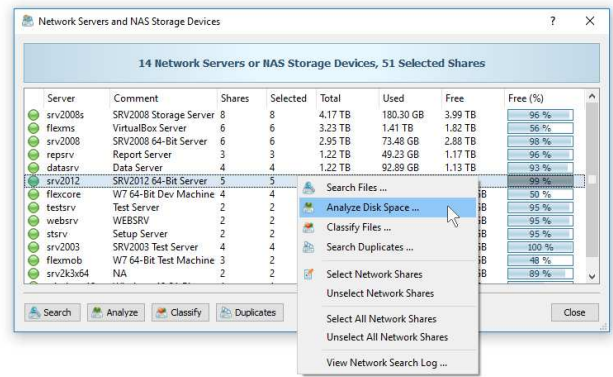 Network Servers and NAS Storage Devices
14 Network Servers or NAS Storage Devices, 51 Selected Shares
Server Comment Shares Selected Total Used Free Free (%)
srv2008s SRV2008 Storage Server 8 8 4.17 TB 180.30 GB 3.99 TB 96 %
flexms VirtualBox Server 6 6 3.23 TB 1.41 TB 1.82 TB 56 %
srv2008 SRV2008 64-Bit Server 6 6 2.95 TB 73.48 GB 2.88 TB 98 %
repsrv Report Server 3 3 1.22 TB 49.23 GB 1.17 TB 96 %
datasrv Data Server 4 4 1.22 TB 92.89 GB 1.13 TB 93 %
srv2012 SRV2012 64-Bit Server 5 5 99 %
flexcore W7 64-Bit Dev Machine 4 4 50 %
testsrv Test Server 2 2 95 %
websrv WEBSRV 2 2 95 %
stsrv Setup Server 2 2 95 %
srv2003 SRV2003 Test Server 4 4 100 %
flexmob W7 64-Bit Test Machine 3 2 48 %
srv2k3x64 NA 2 2 89 %
Search Files ...
Analyze Disk Space ...
Classify Files ...
Search Duplicates ...
Select Network Shares
Unselect Network Shares
Select All Network Shares
Unselect All Network Shares
View Network Search Log ...
Search Analyze Classify Duplicates Close